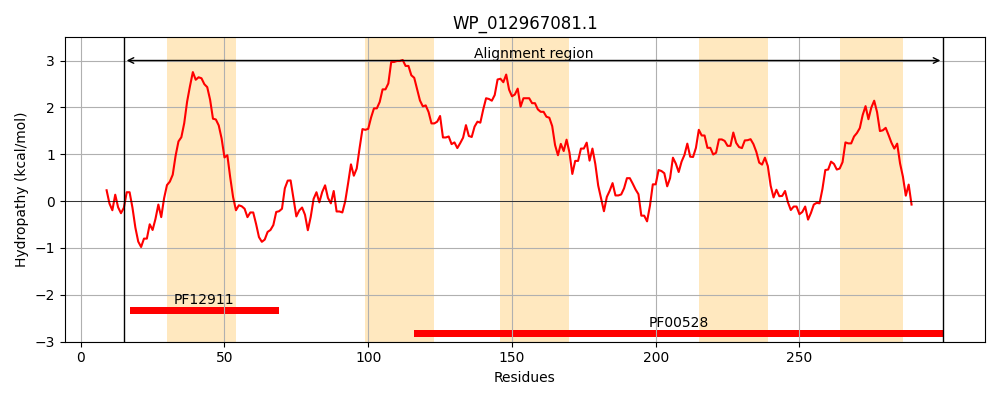 WP_012967081.1
Alignment region
Hydropathy (kcal/mol)
3
2
1
0
−1
−2
−3
PF12911
PF00528
0 50 100 150 200 250
Residues